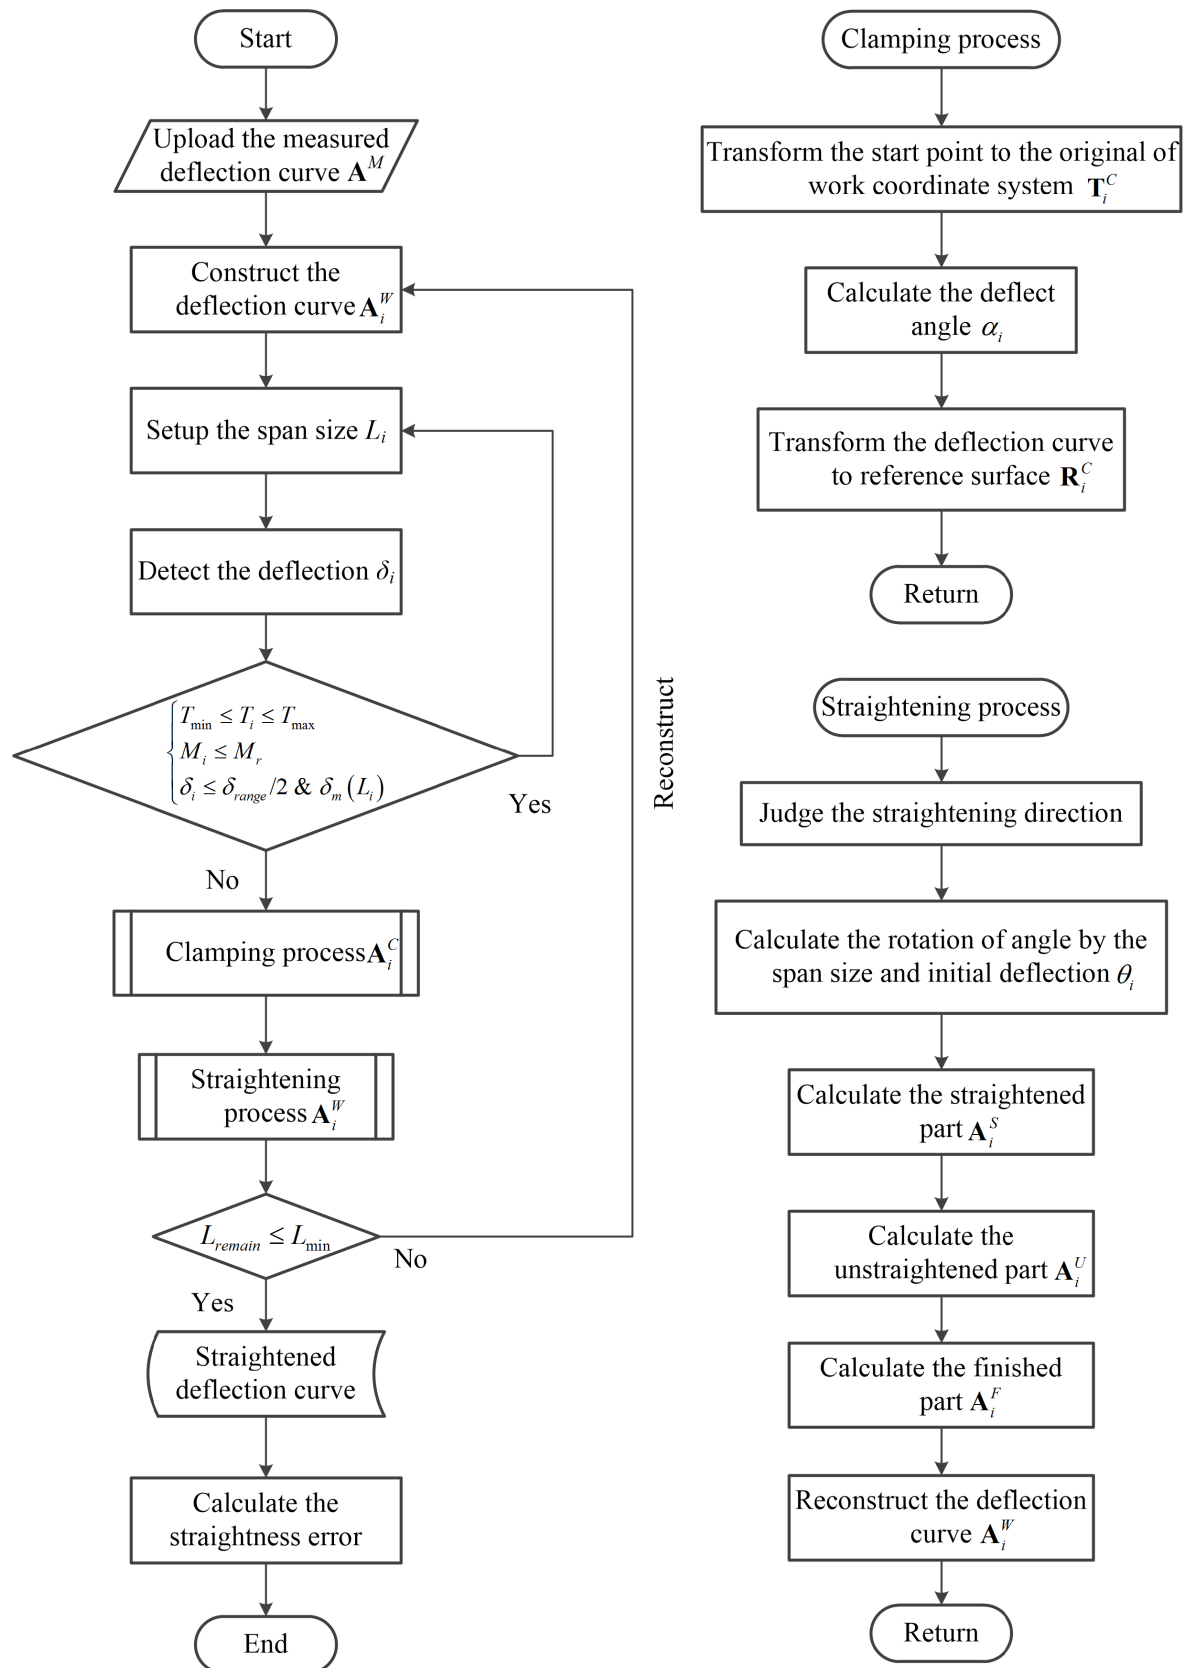 Start
Upload the measured
deflection curve A^M
Construct the
deflection curve A_i^W
Setup the span size L_i
Detect the deflection δ_i
T_min ≤ T_i ≤ T_max
M_i ≤ M_r
δ_i ≤ δ_range/2 & δ_m(L_i)
Yes
No
Clamping process A_i^C
Straightening
process A_i^W
L_remain ≤ L_min
No
Yes
Straightened
deflection curve
Calculate the
straightness error
End
Reconstruct
Clamping process
Transform the start point to the original of
work coordinate system T_i^C
Calculate the deflect
angle α_i
Transform the deflection curve
to reference surface R_i^C
Return
Straightening process
Judge the straightening direction
Calculate the rotation of angle by the
span size and initial deflection θ_i
Calculate the straightened
part A_i^S
Calculate the
unstraightened part A_i^U
Calculate the finished
part A_i^F
Reconstruct the deflection
curve A_i^W
Return